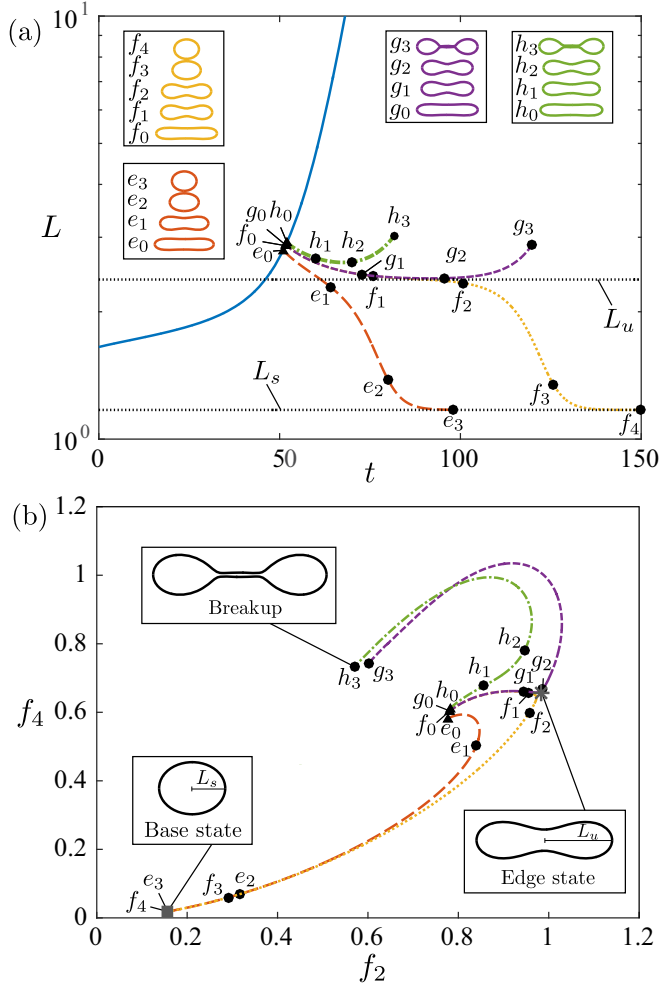 (a)
10¹
f₄
f₃
f₂
f₁
f₀
e₃
e₂
e₁
e₀
g₃
g₂
g₁
g₀
h₃
h₂
h₁
h₀
L
g₀ h₀
f₀
e₀
h₁
h₂
h₃
g₁
f₁
g₂
f₂
g₃
e₁
e₂
e₃
f₃
f₄
Lᵤ
Lₛ
10⁰
0
50
100
150
t
(b)
1.2
1
0.8
0.6
0.4
0.2
0
f₄
Breakup
h₃
g₃
h₂
h₁
h₀
g₀
f₀
e₀
e₁
g₁
g₂
f₁
f₂
Lₛ
Base state
Lᵤ
Edge state
e₃
f₄
f₃
e₂
0
0.2
0.4
0.6
0.8
1
1.2
f₂